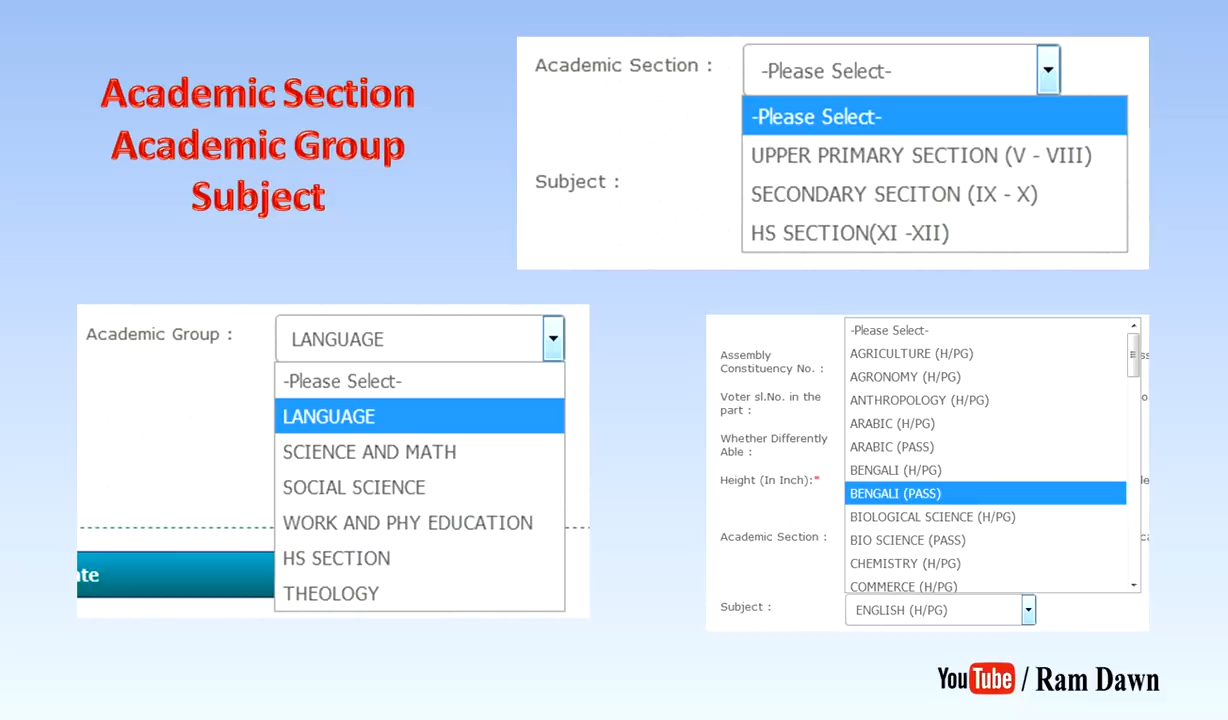 Academic Section
Academic Group
Subject
Academic Section :
-Please Select-
-Please Select-
UPPER PRIMARY SECTION (V - VIII)
SECONDARY SECITON (IX - X)
HS SECTION(XI -XII)
Subject :
Academic Group :
LANGUAGE
-Please Select-
LANGUAGE
SCIENCE AND MATH
SOCIAL SCIENCE
WORK AND PHY EDUCATION
HS SECTION
THEOLOGY
Assembly
Constituency No. :
Voter sl.No. in the
part :
Whether Differently
Able :
Height (In Inch):*
Academic Section :
Subject :
-Please Select-
AGRICULTURE (H/PG)
AGRONOMY (H/PG)
ANTHROPOLOGY (H/PG)
ARABIC (H/PG)
ARABIC (PASS)
BENGALI (H/PG)
BENGALI (PASS)
BIOLOGICAL SCIENCE (H/PG)
BIO SCIENCE (PASS)
CHEMISTRY (H/PG)
COMMERCE (H/PG)
ENGLISH (H/PG)
YouTube / Ram Dawn